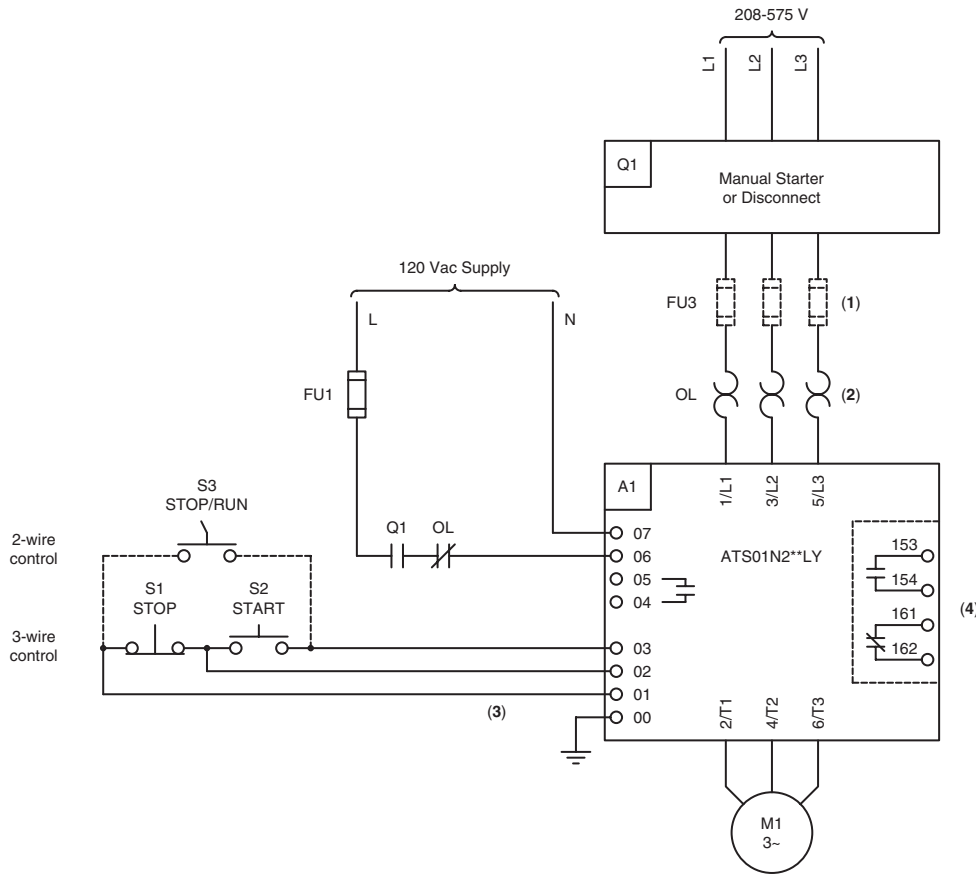 208-575 V
L1
L2
L3
Q1
Manual Starter
or Disconnect
120 Vac Supply
L
N
FU3
(1)
FU1
OL
(2)
A1
1/L1
3/L2
5/L3
S3
STOP/RUN
2-wire
control
Q1
OL
07
06
05
04
ATS01N2**LY
153
154
161
162
(4)
S1
STOP
S2
START
3-wire
control
03
02
01
00
(3)
2/T1
4/T2
6/T3
M1
3~